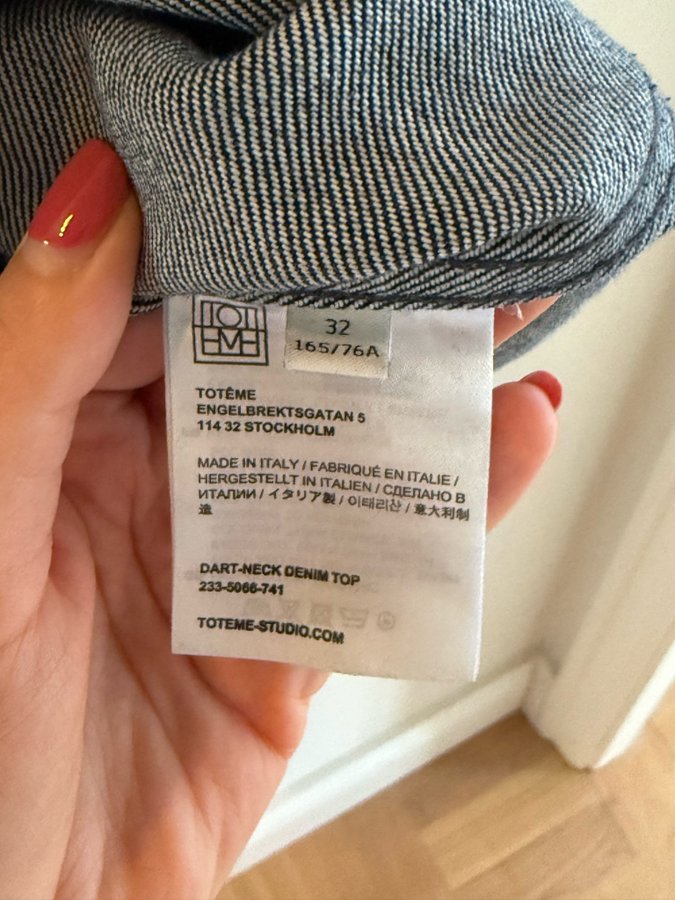 TOTEME
32
165/76A
TOTÊME
ENGELBREKTSGATAN 5
114 32 STOCKHOLM
MADE IN ITALY / FABRIQUÉ EN ITALIE /
HERGESTELLT IN ITALIEN / СДЕЛАНО В
ИТАЛИИ / イタリア製 / 이태리산 / 意大利制
造
DART-NECK DENIM TOP
233-5066-741
TOTEME-STUDIO.COM